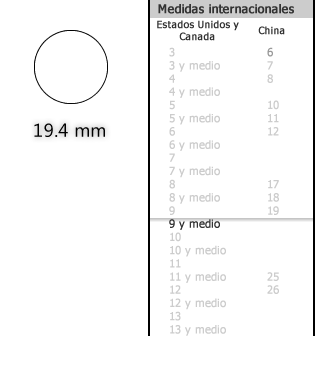 19.4 mm
Medidas internacionales
Estados Unidos y
Canada
China
3 6
3 y medio 7
4 8
4 y medio
5 10
5 y medio 11
6 12
6 y medio
7
7 y medio
8 17
8 y medio 18
9 19
9 y medio
10
10 y medio
11
11 y medio 25
12 26
12 y medio
13
13 y medio